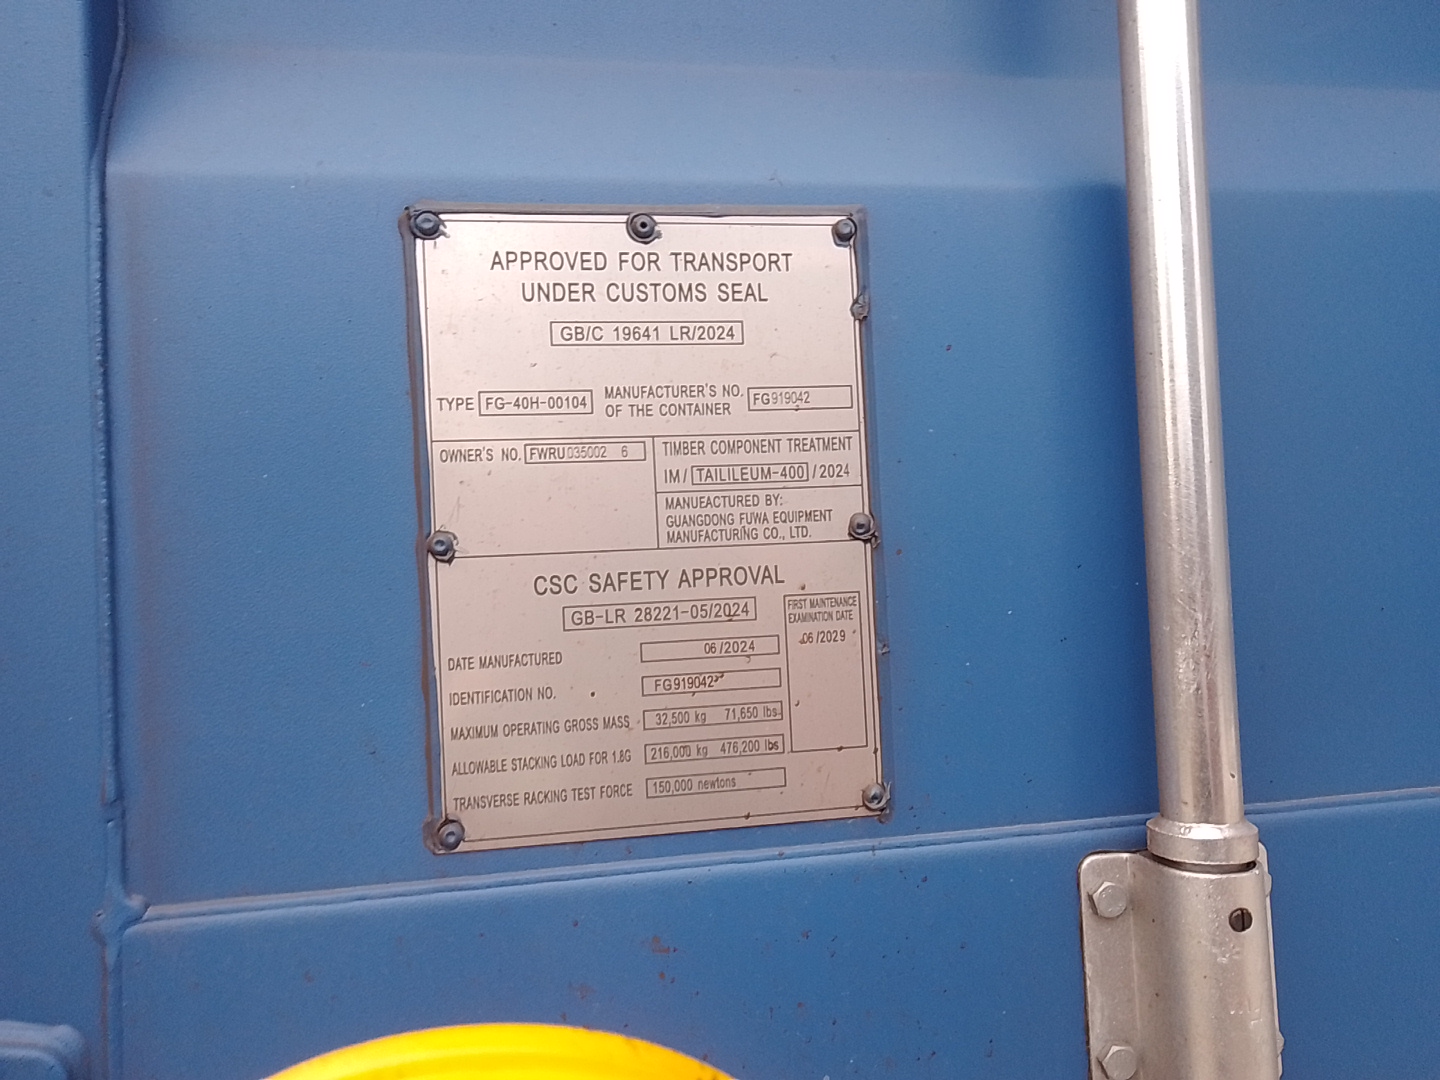 APPROVED FOR TRANSPORT
UNDER CUSTOMS SEAL
GB/C 19641 LR/2024
TYPE FG-40H-00104
MANUFACTURER'S NO.
OF THE CONTAINER
FG919042
OWNER'S NO. FWRU035002 6
TIMBER COMPONENT TREATMENT
IM/ TAILILEUM-400 /2024
MANUEACTURED BY:
GUANGDONG FUWA EQUIPMENT
MANUFACTURING CO., LTD.
CSC SAFETY APPROVAL
GB-LR 28221-05/2024
FIRST MAINTENANCE
EXAMINATION DATE
06/2029
DATE MANUFACTURED 06/2024
IDENTIFICATION NO. FG919042
MAXIMUM OPERATING GROSS MASS 32,500 kg 71,650 lbs
ALLOWABLE STACKING LOAD FOR 1.8G 216,000 kg 476,200 lbs
TRANSVERSE RACKING TEST FORCE 150,000 newtons